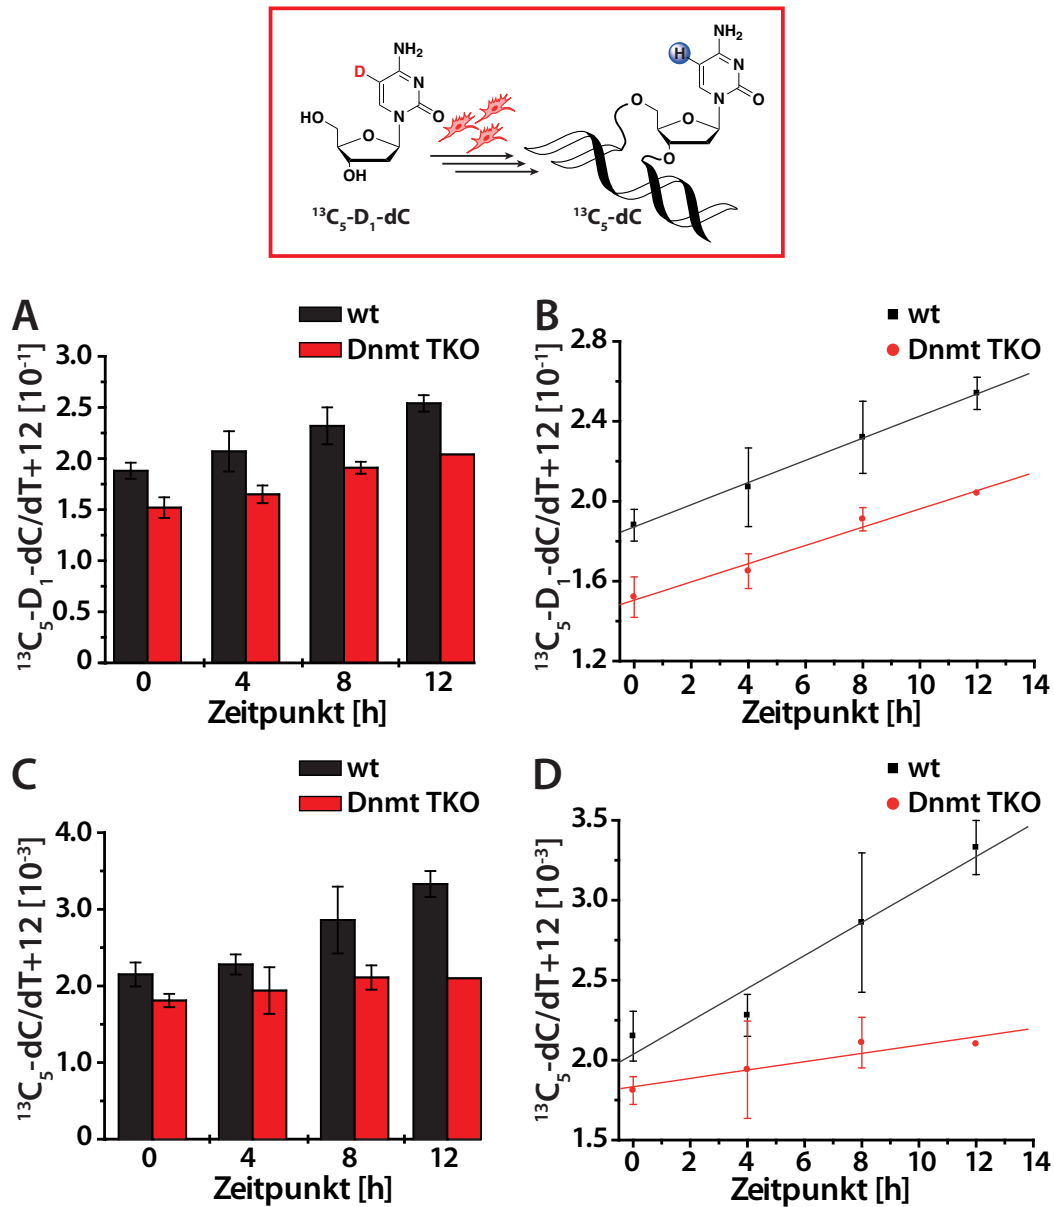 NH₂
D
N
N
O
HO
O
OH
¹³C₅-D₁-dC
NH₂
H
N
N
O
O
O
O
¹³C₅-dC
A
wt
Dnmt TKO
¹³C₅-D₁-dC/dT+12 [10⁻¹]
3.0
2.5
2.0
1.5
1.0
0.5
0
0 4 8 12
Zeitpunkt [h]
B
wt
Dnmt TKO
¹³C₅-D₁-dC/dT+12 [10⁻¹]
2.8
2.4
2.0
1.6
1.2
0 2 4 6 8 10 12 14
Zeitpunkt [h]
C
wt
Dnmt TKO
¹³C₅-dC/dT+12 [10⁻³]
4.0
3.0
2.0
1.0
0
0 4 8 12
Zeitpunkt [h]
D
wt
Dnmt TKO
¹³C₅-dC/dT+12 [10⁻³]
3.5
3.0
2.5
2.0
1.5
0 2 4 6 8 10 12 14
Zeitpunkt [h]